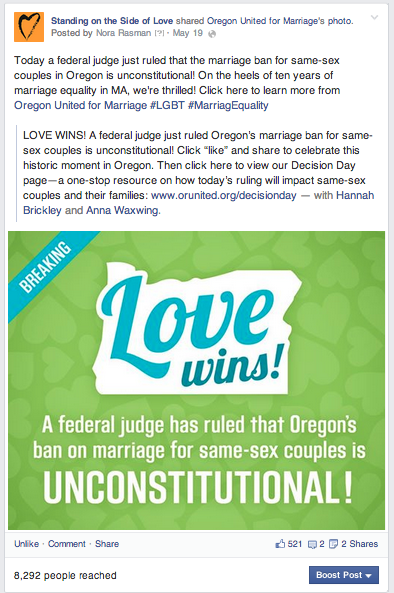 Standing on the Side of Love shared Oregon United for Marriage's photo.
Posted by Nora Rasman [?] · May 19
Today a federal judge just ruled that the marriage ban for same-sex
couples in Oregon is unconstitutional! On the heels of ten years of
marriage equality in MA, we're thrilled! Click here to learn more from
Oregon United for Marriage #LGBT #MarriagEquality
LOVE WINS! A federal judge just ruled Oregon's marriage ban for same-
sex couples is unconstitutional! Click "like" and share to celebrate this
historic moment in Oregon. Then click here to view our Decision Day
page—a one-stop resource on how today's ruling will impact same-sex
couples and their families: www.orunited.org/decisionday — with Hannah
Brickley and Anna Waxwing.
BREAKING
Love
wins!
A federal judge has ruled that Oregon's
ban on marriage for same-sex couples is
UNCONSTITUTIONAL!
Unlike · Comment · Share 521 2 2 Shares
8,292 people reached Boost Post